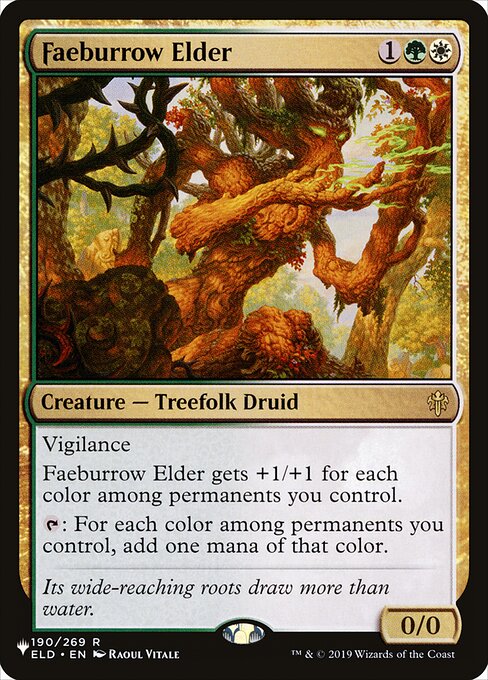 Faeburrow Elder 1
Creature — Treefolk Druid
Vigilance
Faeburrow Elder gets +1/+1 for each
color among permanents you control.
: For each color among permanents you
control, add one mana of that color.
Its wide-reaching roots draw more than
water.
0/0
190/269 R
ELD • EN Raoul Vitale
™ & © 2019 Wizards of the Coast